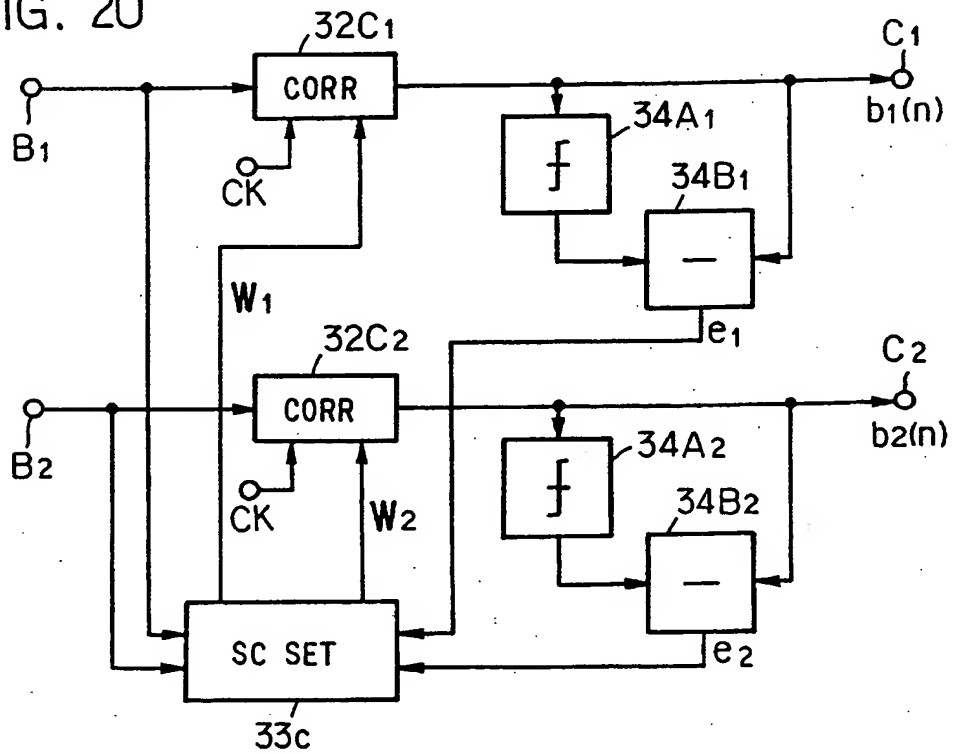 FIG. 20
32C1
CORR
C1
b1(n)
B1
CK
34A1
34B1
—
e1
W1
32C2
CORR
C2
b2(n)
B2
CK
W2
34A2
34B2
—
e2
SC SET
33c